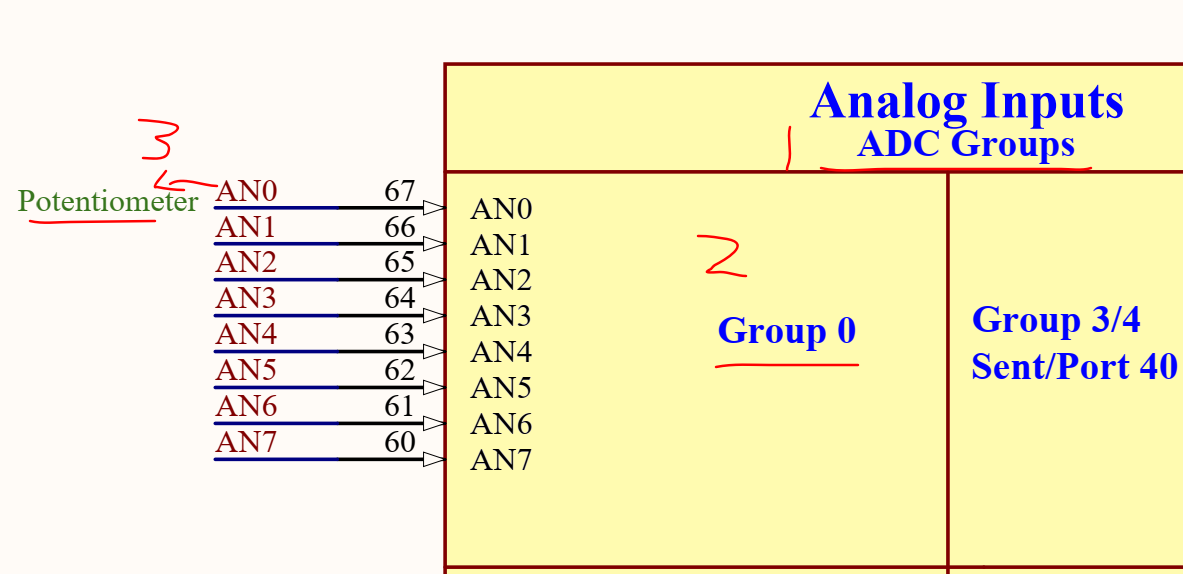 Analog Inputs
ADC Groups
1
3
Potentiometer
AN0 67 AN0
AN1 66 AN1
AN2 65 AN2
AN3 64 AN3
AN4 63 AN4
AN5 62 AN5
AN6 61 AN6
AN7 60 AN7
2
Group 0
Group 3/4
Sent/Port 40